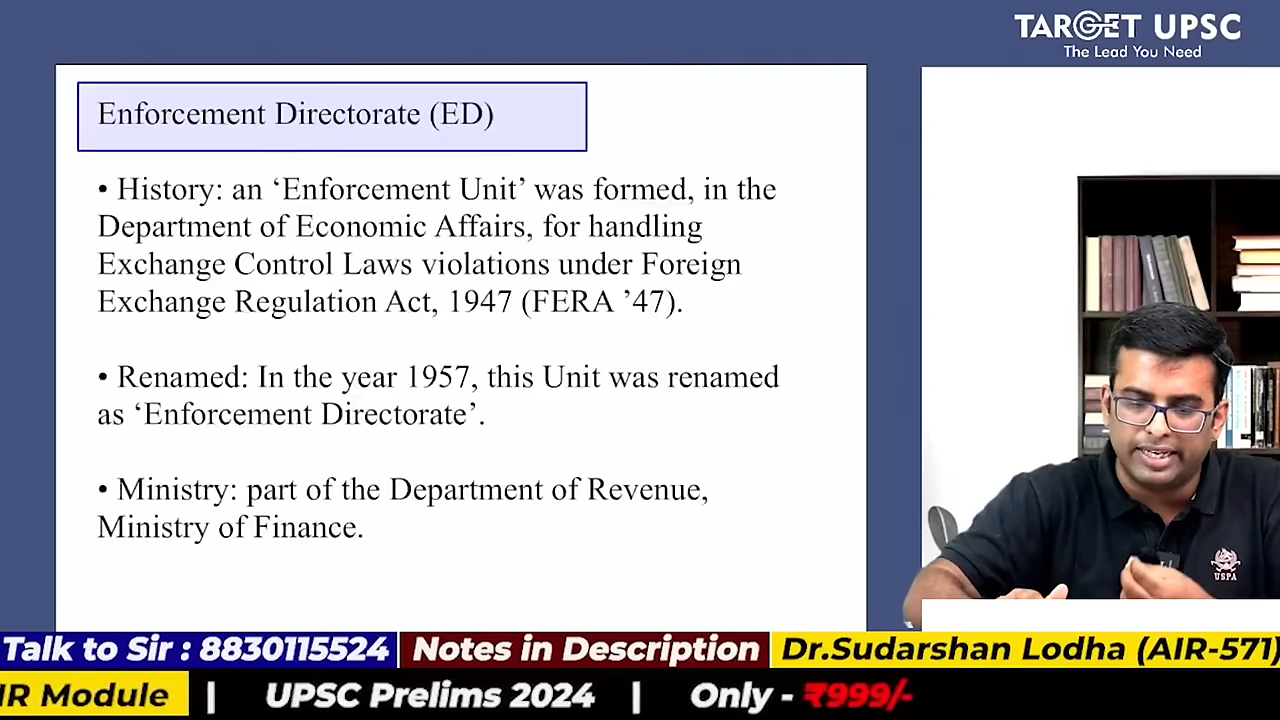 TARGET UPSC
The Lead You Need
Enforcement Directorate (ED)
• History: an ‘Enforcement Unit’ was formed, in the
Department of Economic Affairs, for handling
Exchange Control Laws violations under Foreign
Exchange Regulation Act, 1947 (FERA ’47).
• Renamed: In the year 1957, this Unit was renamed
as ‘Enforcement Directorate’.
• Ministry: part of the Department of Revenue,
Ministry of Finance.
USPA
Talk to Sir : 8830115524 Notes in Description Dr.Sudarshan Lodha (AIR-571)
IR Module | UPSC Prelims 2024 | Only - ₹999/-